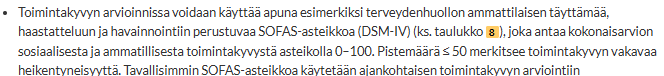 • Toimintakyvyn arvioinnissa voidaan käyttää apuna esimerkiksi terveydenhuollon ammattilaisen täyttämää,
haastatteluun ja havainnointiin perustuvaa SOFAS-asteikkoa (DSM-IV) (ks. taulukko 8), joka antaa kokonaisarvion
sosiaalisesta ja ammatillisesta toimintakyvystä asteikolla 0–100. Pistemäärä ≤ 50 merkitsee toimintakyvyn vakavaa
heikentyneisyyttä. Tavallisimmin SOFAS-asteikkoa käytetään ajankohtaisen toimintakyvyn arviointiin